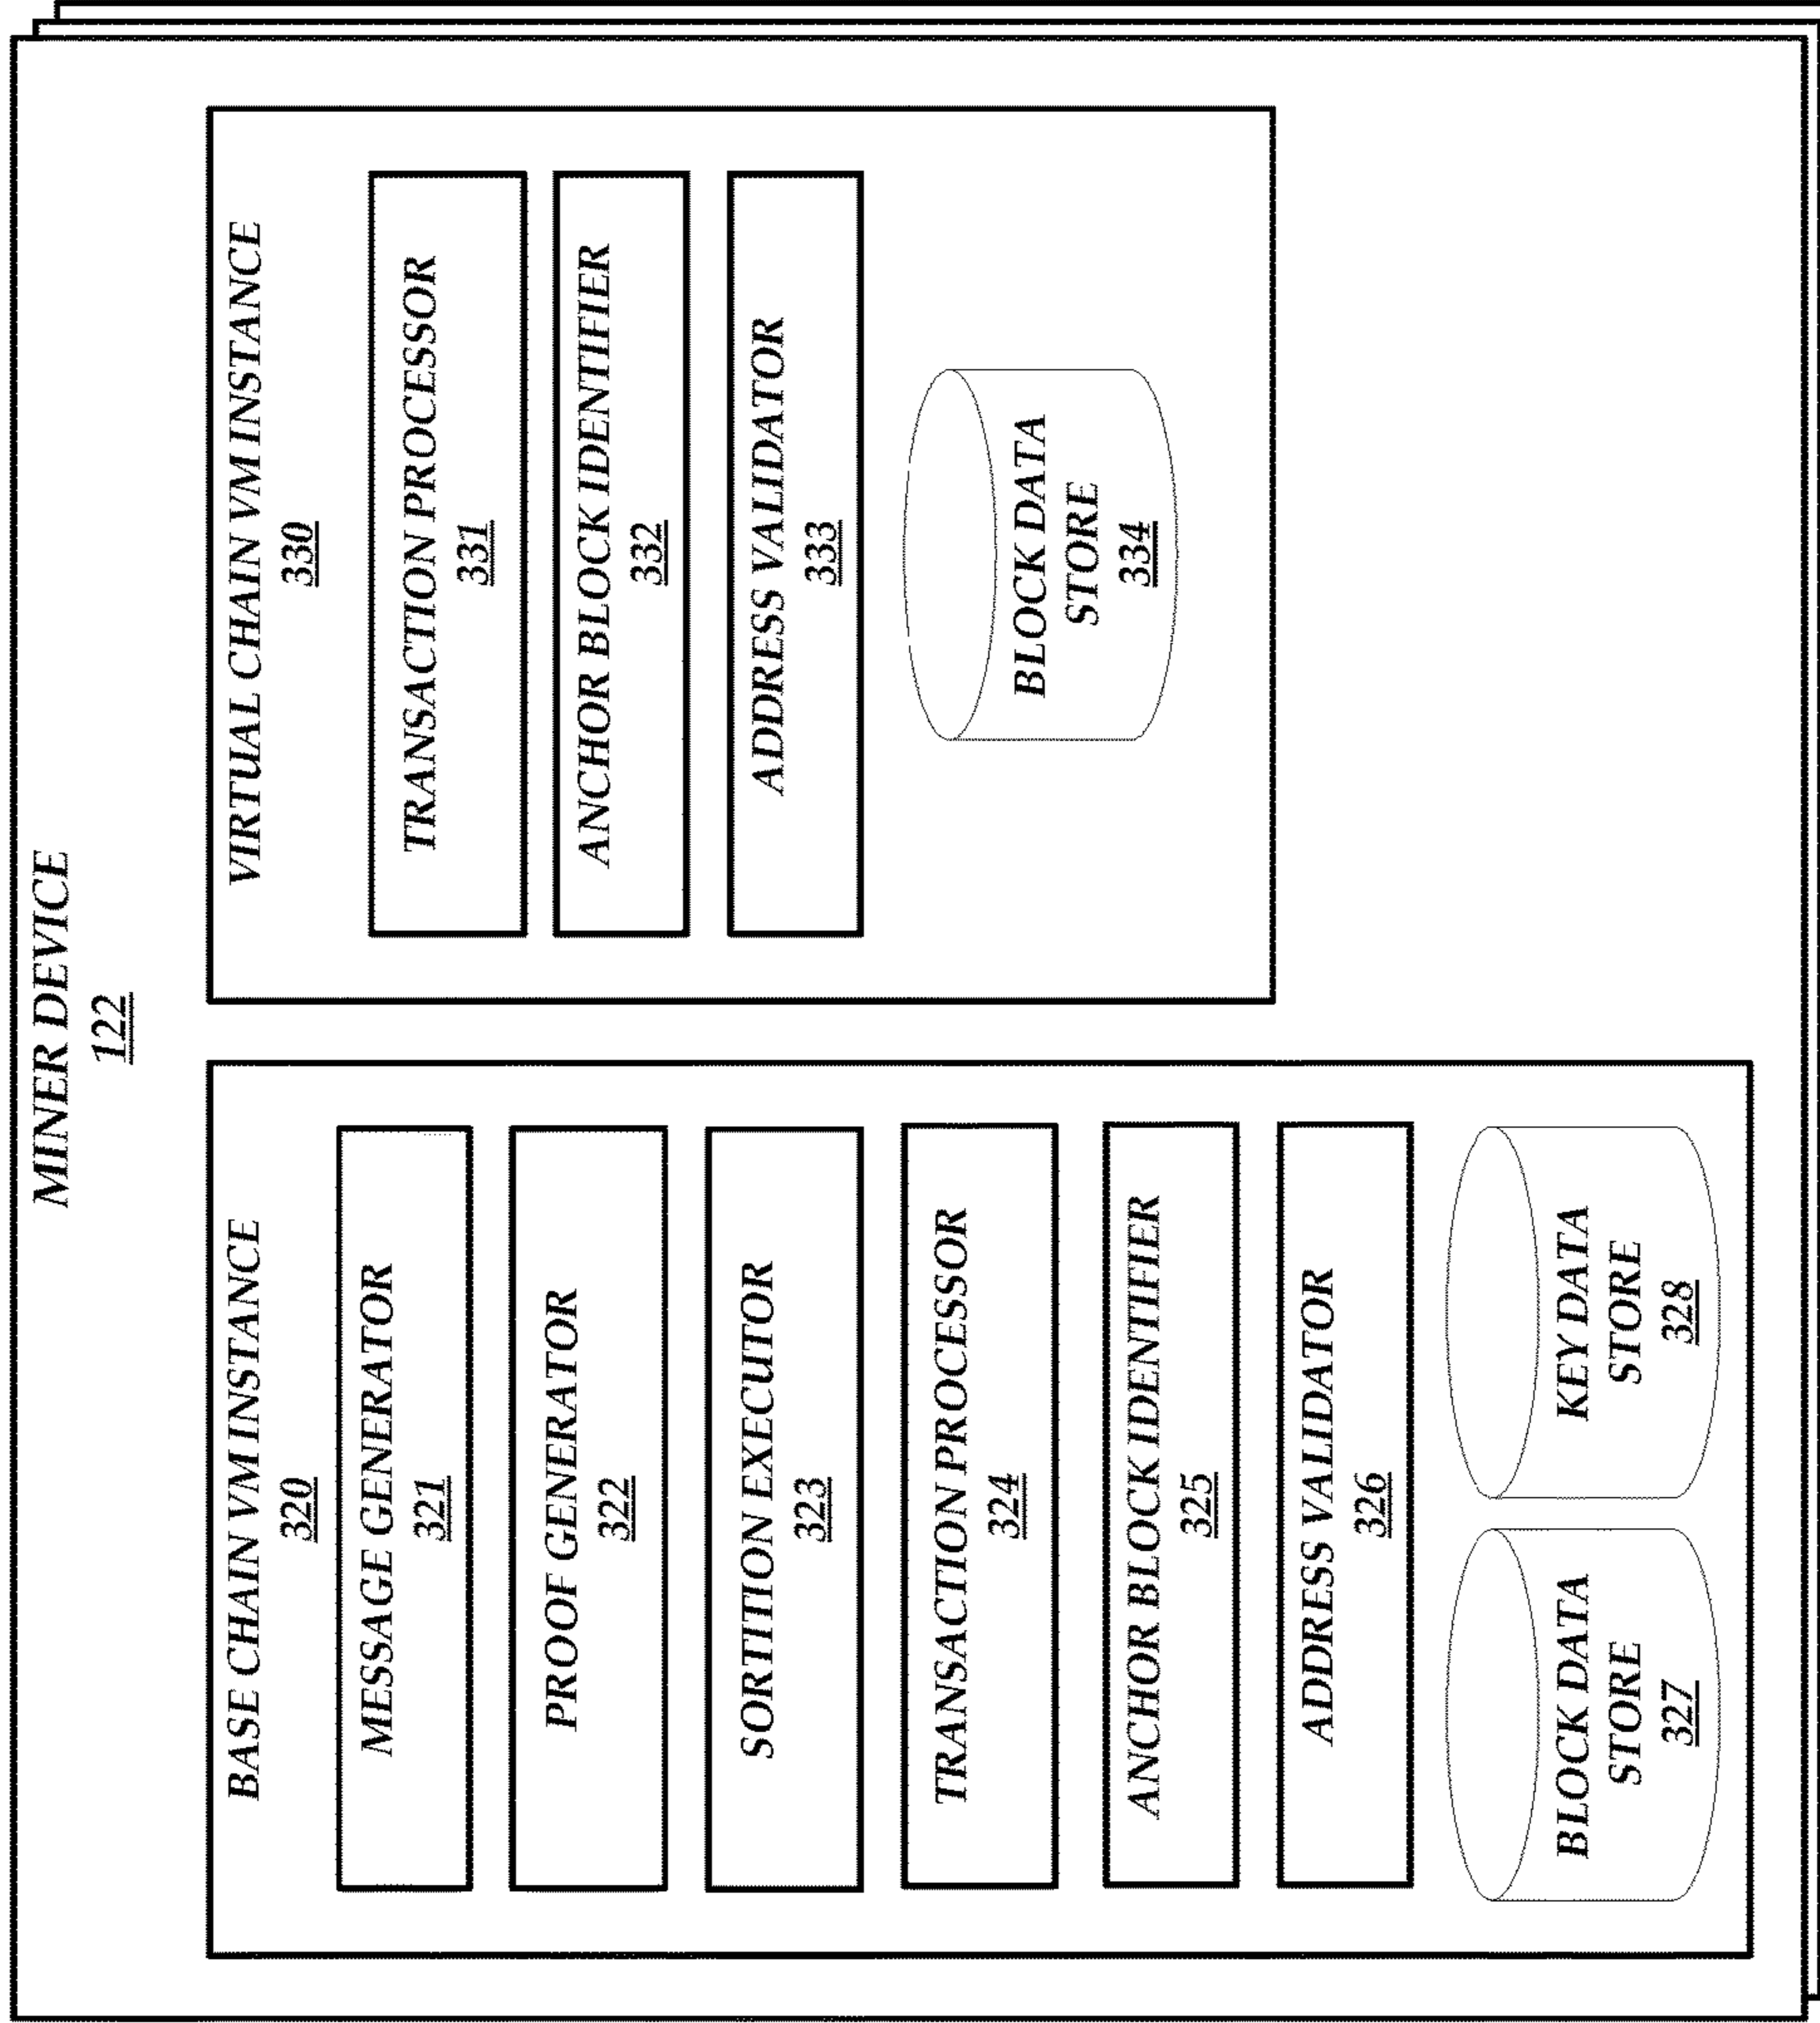 MINER DEVICE
122
BASE CHAIN VM INSTANCE
320
MESSAGE GENERATOR
321
PROOF GENERATOR
322
SORTITION EXECUTOR
323
TRANSACTION PROCESSOR
324
ANCHOR BLOCK IDENTIFIER
325
ADDRESS VALIDATOR
326
BLOCK DATA
STORE
327
KEY DATA
STORE
328
VIRTUAL CHAIN VM INSTANCE
330
TRANSACTION PROCESSOR
331
ANCHOR BLOCK IDENTIFIER
332
ADDRESS VALIDATOR
333
BLOCK DATA
STORE
334